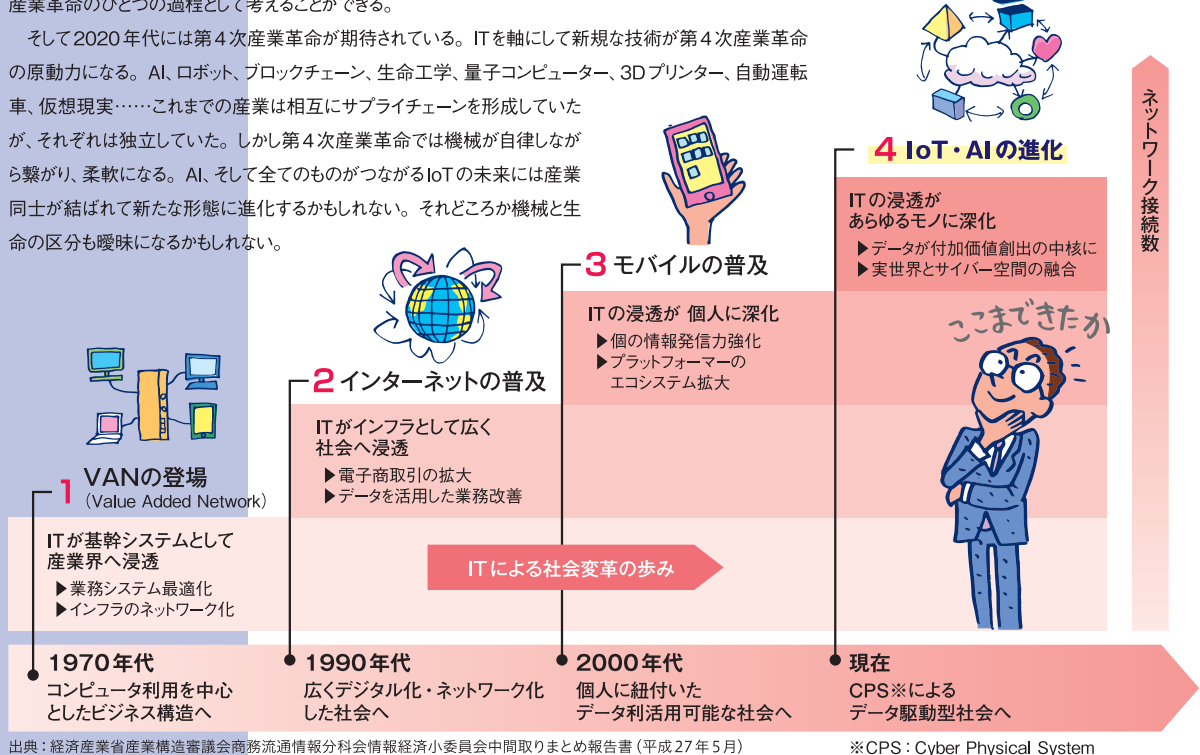 産業革命のひとつの過程として考えることができる。
そして2020年代には第4次産業革命が期待されている。ITを軸にして新規な技術が第4次産業革命
の原動力になる。AI、ロボット、ブロックチェーン、生命工学、量子コンピューター、3Dプリンター、自動運転
車、仮想現実……これまでの産業は相互にサプライチェーンを形成していた
が、それぞれは独立していた。しかし第4次産業革命では機械が自律しなが
ら繋がり、柔軟になる。AI、そして全てのものがつながるIoTの未来には産業
同士が結ばれて新たな形態に進化するかもしれない。それどころか機械と生
命の区分も曖昧になるかもしれない。
1 VANの登場
(Value Added Network)
ITが基幹システムとして
産業界へ浸透
▶業務システム最適化
▶インフラのネットワーク化
2 インターネットの普及
ITがインフラとして広く
社会へ浸透
▶電子商取引の拡大
▶データを活用した業務改善
3 モバイルの普及
ITの浸透が 個人に深化
▶個の情報発信力強化
▶プラットフォーマーの
エコシステム拡大
4 IoT・AIの進化
ITの浸透が
あらゆるモノに深化
▶データが付加価値創出の中核に
▶実世界とサイバー空間の融合
ここまできたか
ネットワーク接続数
ITによる社会変革の歩み
1970年代
コンピュータ利用を中心
としたビジネス構造へ
1990年代
広くデジタル化・ネットワーク化
した社会へ
2000年代
個人に紐付いた
データ利活用可能な社会へ
現在
CPS※による
データ駆動型社会へ
出典：経済産業省産業構造審議会商務流通情報分科会情報経済小委員会中間取りまとめ報告書（平成27年5月）
※CPS：Cyber Physical System